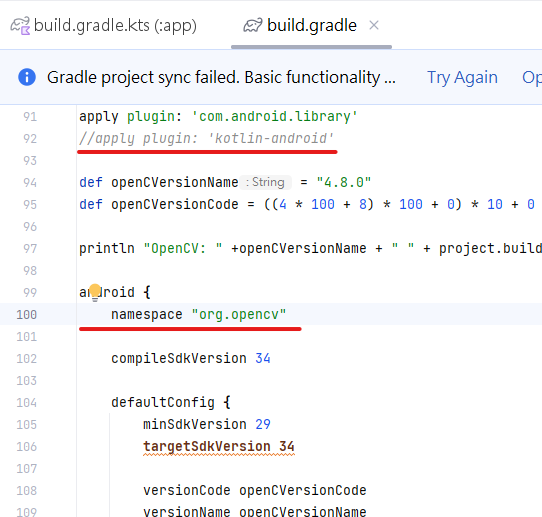 build.gradle.kts (:app) build.gradle
Gradle project sync failed. Basic functionality ... Try Again Op
91 apply plugin: 'com.android.library'
92 //apply plugin: 'kotlin-android'
93
94 def openCVersionName : String = "4.8.0"
95 def openCVersionCode = ((4 * 100 + 8) * 100 + 0) * 10 + 0
96
97 println "OpenCV: " +openCVersionName + " " + project.build
98
99 android {
100 namespace "org.opencv"
101
102 compileSdkVersion 34
103
104 defaultConfig {
105 minSdkVersion 29
106 targetSdkVersion 34
107
108 versionCode openCVersionCode
109 versionName openCVersionName